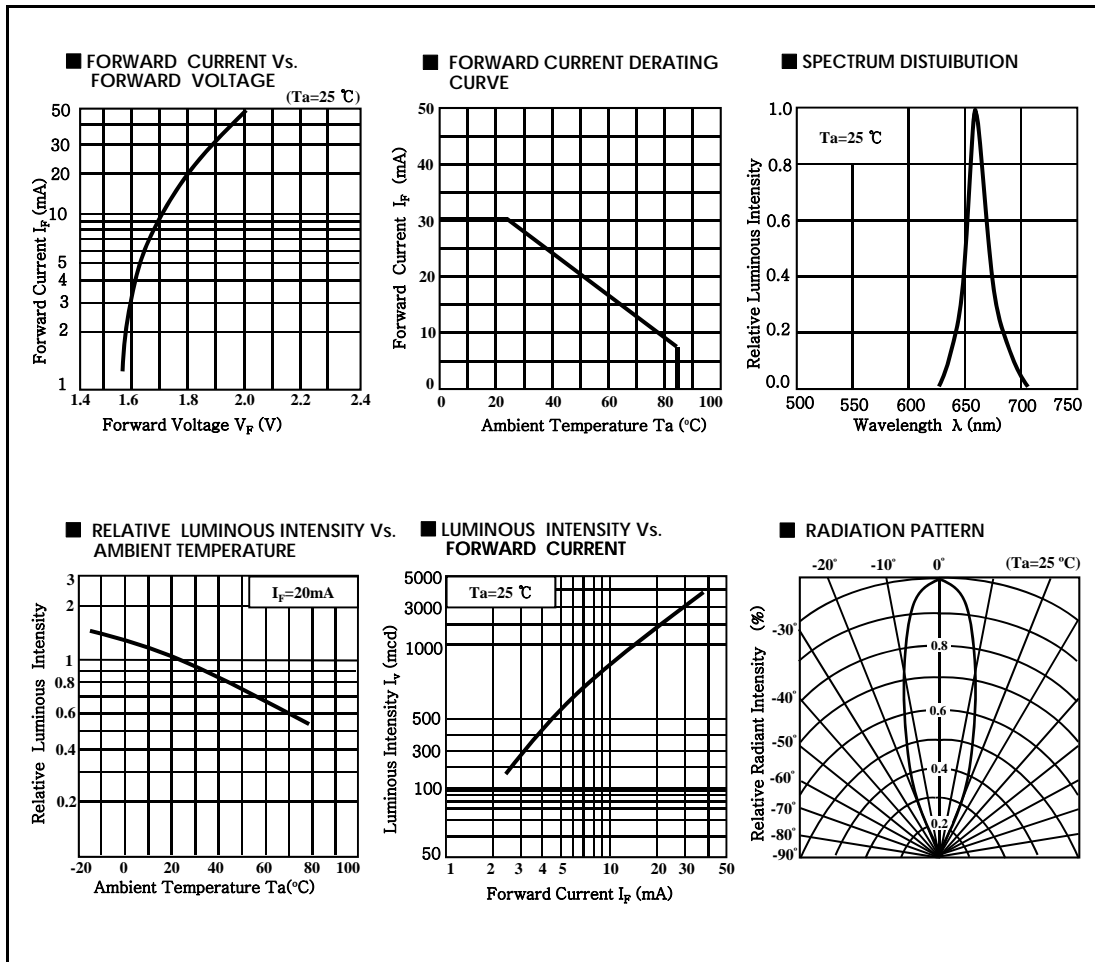 ■ FORWARD CURRENT Vs.
FORWARD VOLTAGE
(Ta=25 ℃)
50
30
20
10
5
4
3
2
1
1.4 1.6 1.8 2.0 2.2 2.4
Forward Current IF (mA)
Forward Voltage VF (V)
■ FORWARD CURRENT DERATING
CURVE
50
40
30
20
10
0
0 20 40 60 80 100
Forward Current IF (mA)
Ambient Temperature Ta (°C)
■ SPECTRUM DISTUIBUTION
Ta=25 ℃
1.0
0.8
0.6
0.4
0.2
0.0
500 550 600 650 700 750
Relative Luminous Intensity
Wavelength λ (nm)
■ RELATIVE LUMINOUS INTENSITY Vs.
AMBIENT TEMPERATURE
IF=20mA
3
2
1
0.8
0.6
0.4
0.2
-20 0 20 40 60 80 100
Relative Luminous Intensity
Ambient Temperature Ta(°C)
■ LUMINOUS INTENSITY Vs.
FORWARD CURRENT
Ta=25 ℃
5000
3000
1000
500
300
100
50
1 2 3 4 5 10 20 30 50
Luminous Intensity Iv (mcd)
Forward Current IF (mA)
■ RADIATION PATTERN
-20° -10° 0° (Ta=25 °C)
-30°
-40°
-50°
-60°
-70°
-80°
-90°
0.8
0.6
0.4
0.2
Relative Radiant Intensity (%)